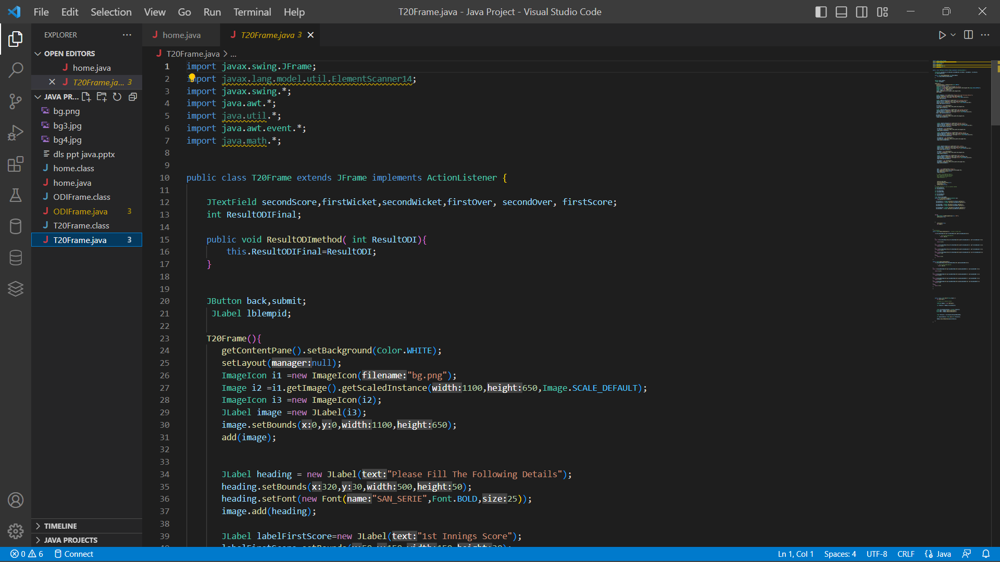 File Edit Selection View Go Run Terminal Help
T20Frame.java - Java Project - Visual Studio Code
EXPLORER
OPEN EDITORS
home.java
T20Frame.ja... 3
JAVA PR...
bg.png
bg3.jpg
bg4.jpg
dls ppt java.pptx
home.class
home.java
ODIFrame.class
ODIFrame.java 3
T20Frame.class
T20Frame.java 3
TIMELINE
JAVA PROJECTS
home.java
T20Frame.java 3
T20Frame.java > ...
1 import javax.swing.JFrame;
2 import javax.lang.model.util.ElementScanner14;
3 import javax.swing.*;
4 import java.awt.*;
5 import java.util.*;
6 import java.awt.event.*;
7 import java.math.*;
8
9
10 public class T20Frame extends JFrame implements ActionListener {
11
12 JTextField secondScore,firstWicket,secondWicket,firstOver, secondOver, firstScore;
13 int ResultODIFinal;
14
15 public void ResultODImethod( int ResultODI){
16 this.ResultODIFinal=ResultODI;
17 }
18
19
20 JButton back,submit;
21 JLabel lblempid;
22
23 T20Frame(){
24 getContentPane().setBackground(Color.WHITE);
25 setLayout(manager:null);
26 ImageIcon i1 =new ImageIcon(filename:"bg.png");
27 Image i2 =i1.getImage().getScaledInstance(width:1100,height:650,Image.SCALE_DEFAULT);
28 ImageIcon i3 =new ImageIcon(i2);
29 JLabel image =new JLabel(i3);
30 image.setBounds(x:0,y:0,width:1100,height:650);
31 add(image);
32
33
34 JLabel heading = new JLabel(text:"Please Fill The Following Details");
35 heading.setBounds(x:320,y:30,width:500,height:50);
36 heading.setFont(new Font(name:"SAN_SERIE",Font.BOLD,size:25));
37 image.add(heading);
38
39 JLabel labelFirstScore=new JLabel(text:"1st Innings Score");
0 6 Connect
Ln 1, Col 1 Spaces: 4 UTF-8 CRLF Java